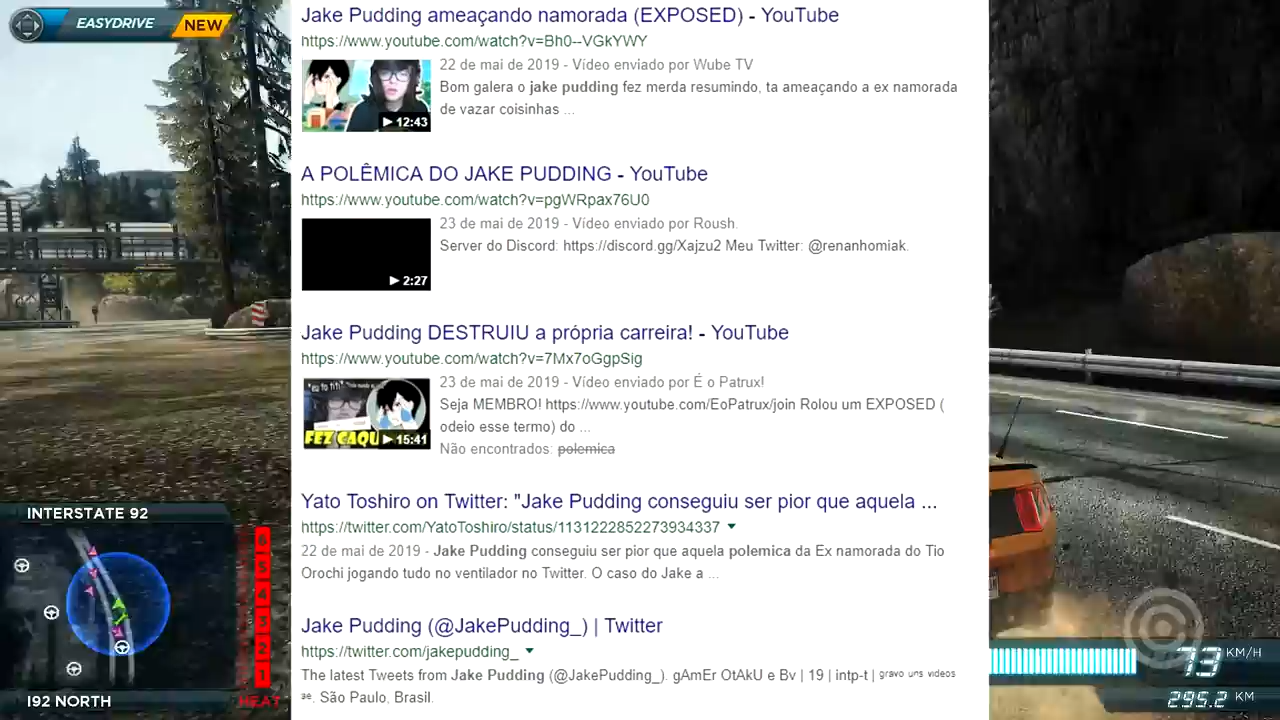 EASYDRIVE
NEW
Jake Pudding ameaçando namorada (EXPOSED) - YouTube
https://www.youtube.com/watch?v=Bh0--VGkYWY
22 de mai de 2019 - Vídeo enviado por Wube TV
Bom galera o jake pudding fez merda resumindo, ta ameaçando a ex namorada
de vazar coisinhas ...
12:43
A POLÊMICA DO JAKE PUDDING - YouTube
https://www.youtube.com/watch?v=pgWRpax76U0
23 de mai de 2019 - Vídeo enviado por Roush.
Server do Discord: https://discord.gg/Xajzu2 Meu Twitter: @renanhomiak.
2:27
Jake Pudding DESTRUIU a própria carreira! - YouTube
https://www.youtube.com/watch?v=7Mx7oGgpSig
23 de mai de 2019 - Vídeo enviado por É o Patrux!
Seja MEMBRO! https://www.youtube.com/EoPatrux/join Rolou um EXPOSED (
odeio esse termo) do ...
FEZ CAQU
15:41
Não encontrados: polemica
Yato Toshiro on Twitter: "Jake Pudding conseguiu ser pior que aquela ...
https://twitter.com/YatoToshiro/status/1131222852273934337
22 de mai de 2019 - Jake Pudding conseguiu ser pior que aquela polemica da Ex namorada do Tio
Orochi jogando tudo no ventilador no Twitter. O caso do Jake a ...
Jake Pudding (@JakePudding_) | Twitter
https://twitter.com/jakepudding_
The latest Tweets from Jake Pudding (@JakePudding_). gAmEr OtAkU e Bv | 19 | intp-t | gravo uns videos
ae. São Paulo, Brasil.
INTERSTATE 92
6
5
4
3
2
1
HEAT
I92 NORTH
73 KM/H
295.2 KM